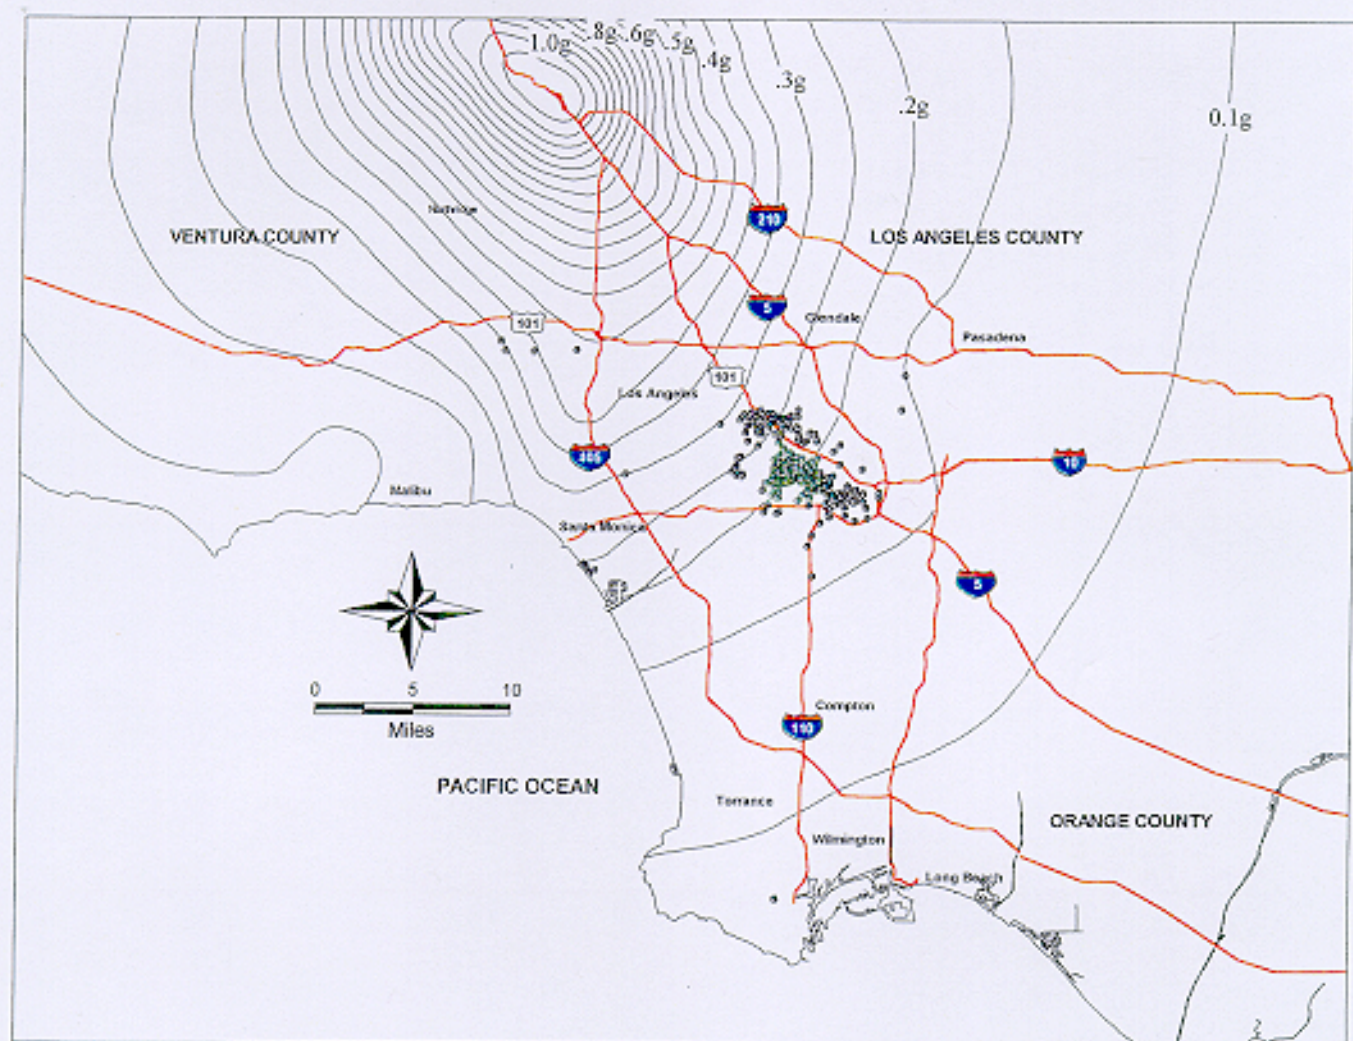 1.0g .8g .6g .5g .4g
.3g
.2g
0.1g
Northridge
210
VENTURA COUNTY
LOS ANGELES COUNTY
5
Glendale
101
Pasadena
101
Los Angeles
405
10
Malibu
Santa Monica
5
0 5 10
Miles
Compton
110
PACIFIC OCEAN
Torrance
ORANGE COUNTY
Wilmington
Long Beach